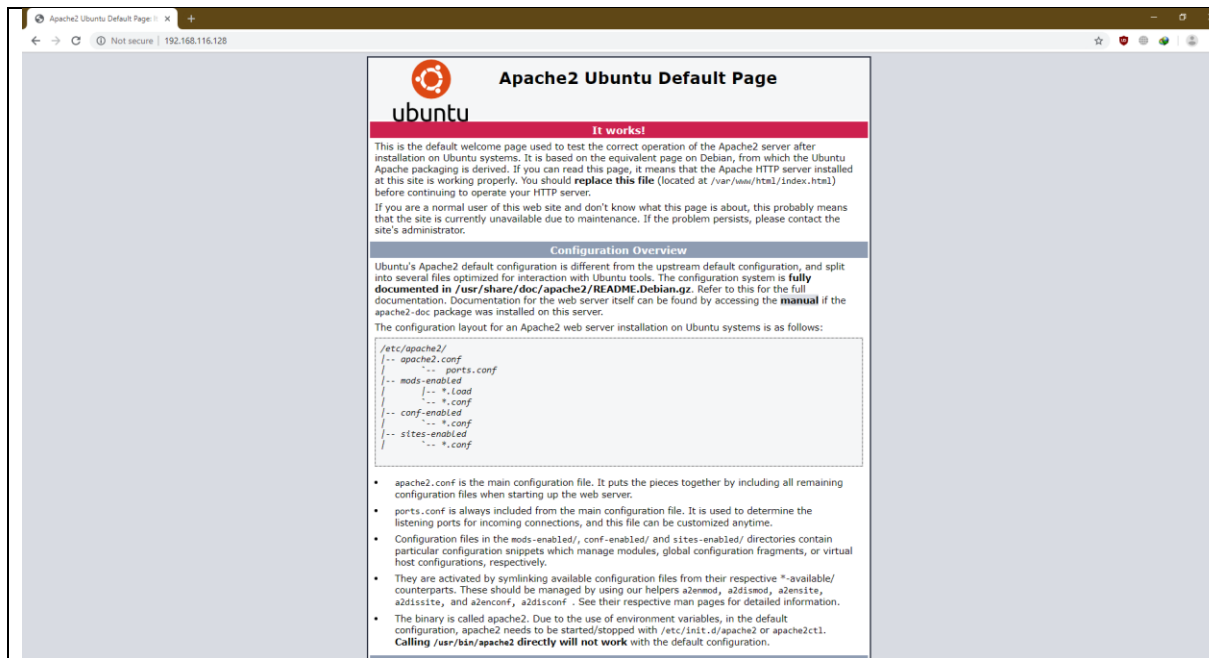 Apache2 Ubuntu Default Page:
Not secure | 192.168.116.128
ubuntu
Apache2 Ubuntu Default Page
It works!
This is the default welcome page used to test the correct operation of the Apache2 server after
installation on Ubuntu systems. It is based on the equivalent page on Debian, from which the Ubuntu
Apache packaging is derived. If you can read this page, it means that the Apache HTTP server installed
at this site is working properly. You should replace this file (located at /var/www/html/index.html)
before continuing to operate your HTTP server.
If you are a normal user of this web site and don't know what this page is about, this probably means
that the site is currently unavailable due to maintenance. If the problem persists, please contact the
site's administrator.
Configuration Overview
Ubuntu's Apache2 default configuration is different from the upstream default configuration, and split
into several files optimized for interaction with Ubuntu tools. The configuration system is fully
documented in /usr/share/doc/apache2/README.Debian.gz. Refer to this for the full
documentation. Documentation for the web server itself can be found by accessing the manual if the
apache2-doc package was installed on this server.
The configuration layout for an Apache2 web server installation on Ubuntu systems is as follows:
/etc/apache2/
|-- apache2.conf
|       `--  ports.conf
|-- mods-enabled
|       |-- *.load
|       `-- *.conf
|-- conf-enabled
|       `-- *.conf
|-- sites-enabled
|       `-- *.conf
• apache2.conf is the main configuration file. It puts the pieces together by including all remaining
configuration files when starting up the web server.
• ports.conf is always included from the main configuration file. It is used to determine the
listening ports for incoming connections, and this file can be customized anytime.
• Configuration files in the mods-enabled/, conf-enabled/ and sites-enabled/ directories contain
particular configuration snippets which manage modules, global configuration fragments, or virtual
host configurations, respectively.
• They are activated by symlinking available configuration files from their respective *-available/
counterparts. These should be managed by using our helpers a2enmod, a2dismod, a2ensite,
a2dissite, and a2enconf, a2disconf . See their respective man pages for detailed information.
• The binary is called apache2. Due to the use of environment variables, in the default
configuration, apache2 needs to be started/stopped with /etc/init.d/apache2 or apache2ctl.
Calling /usr/bin/apache2 directly will not work with the default configuration.